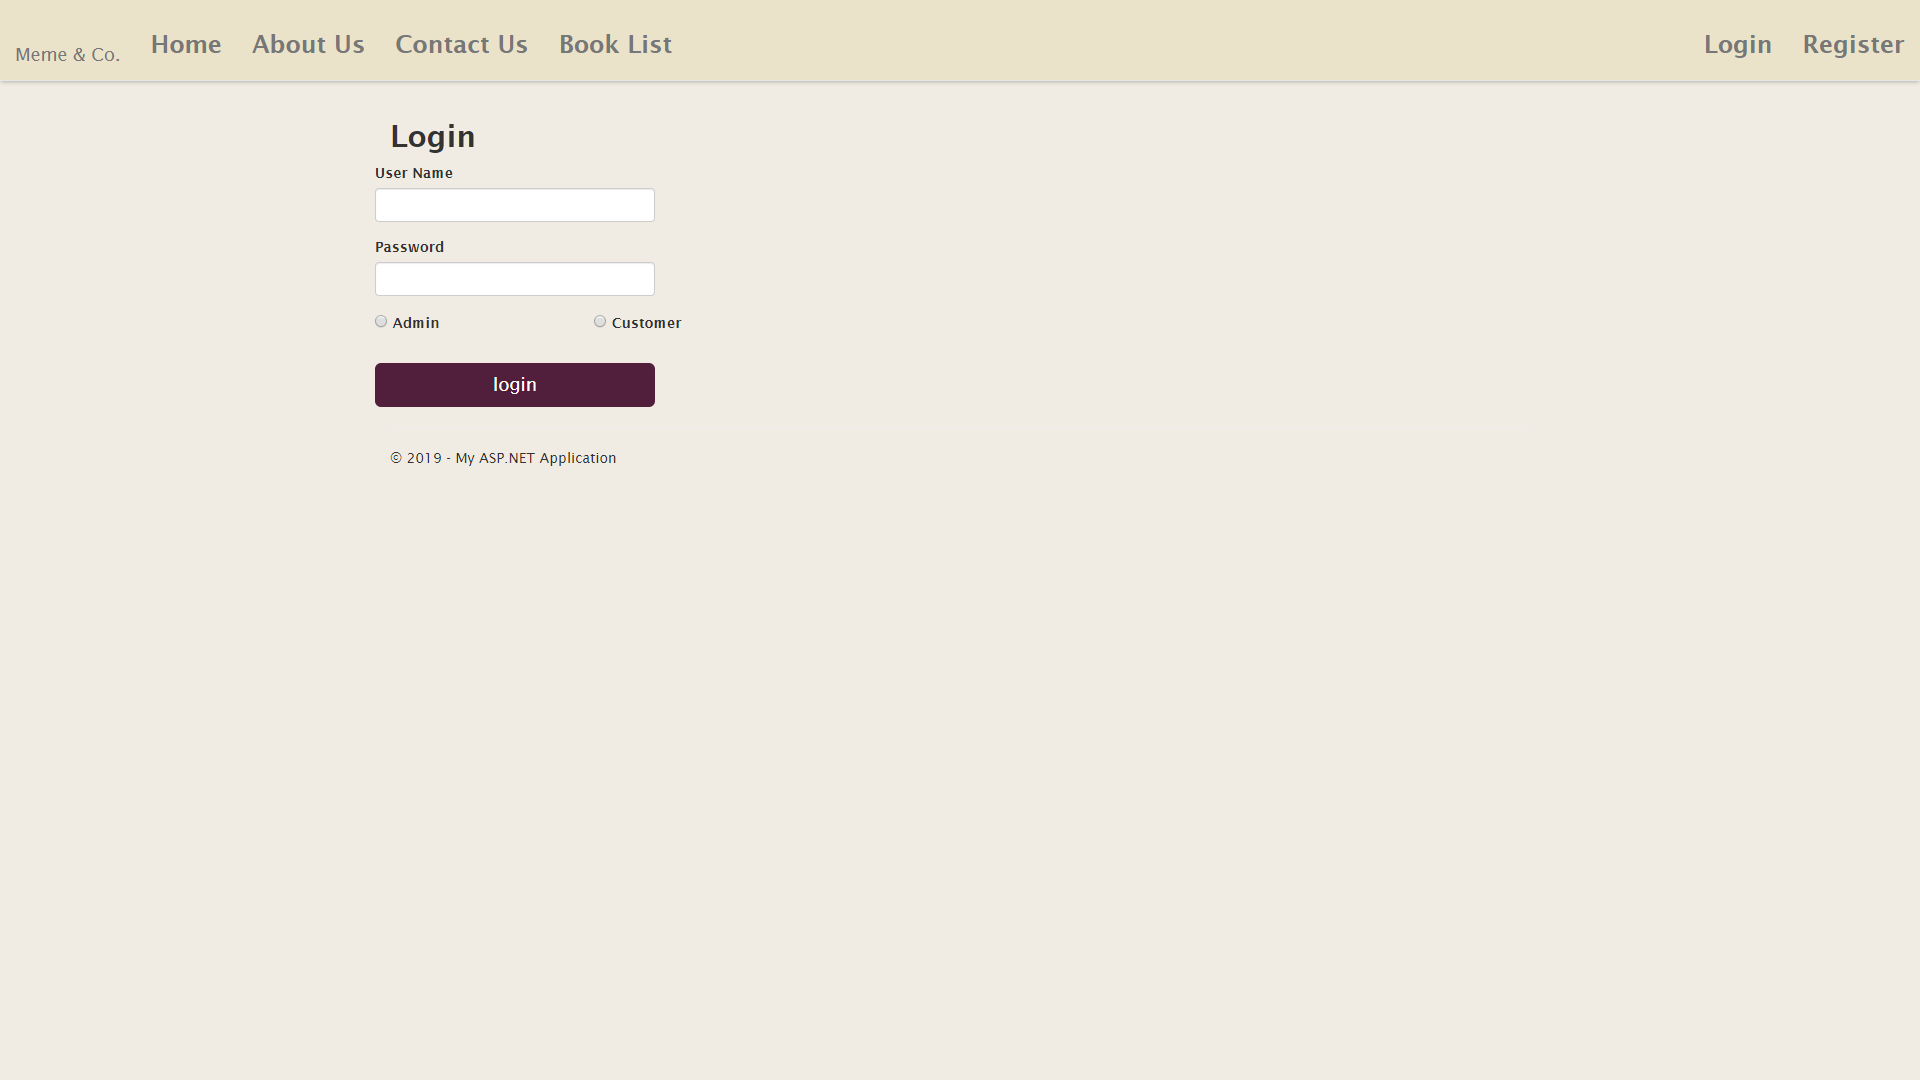 Meme & Co. Home About Us Contact Us Book List Login Register
Login
User Name
Password
Admin Customer
login
© 2019 - My ASP.NET Application